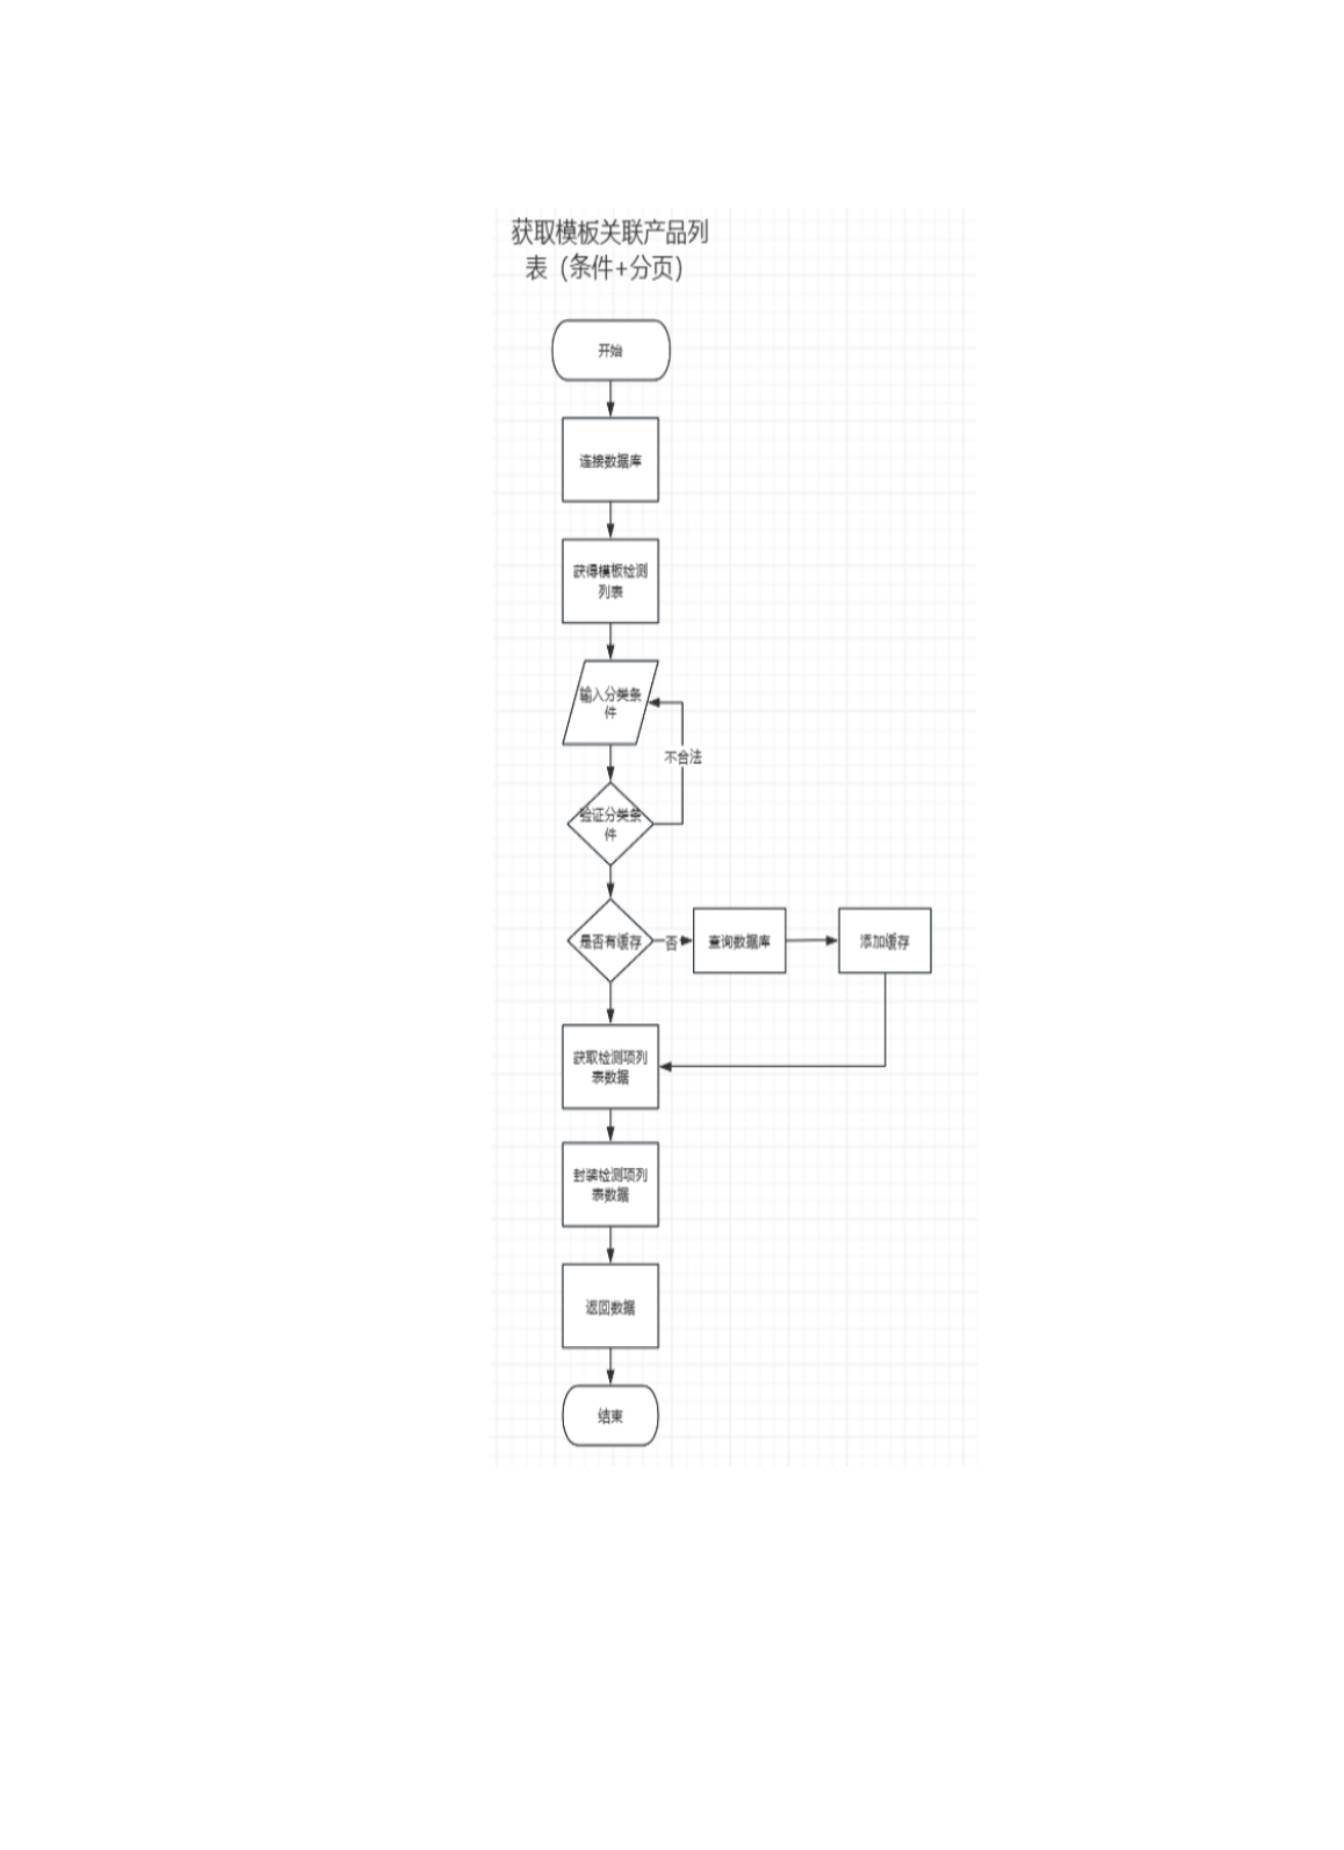 获取模板关联产品列
表（条件+分页）
开始
连接数据库
获得模板检测
列表
输入分类条
件
不合法
验证分类条
件
是否有缓存
否
查询数据库
添加缓存
获取检测项列
表数据
封装检测项列
表数据
返回数据
结束